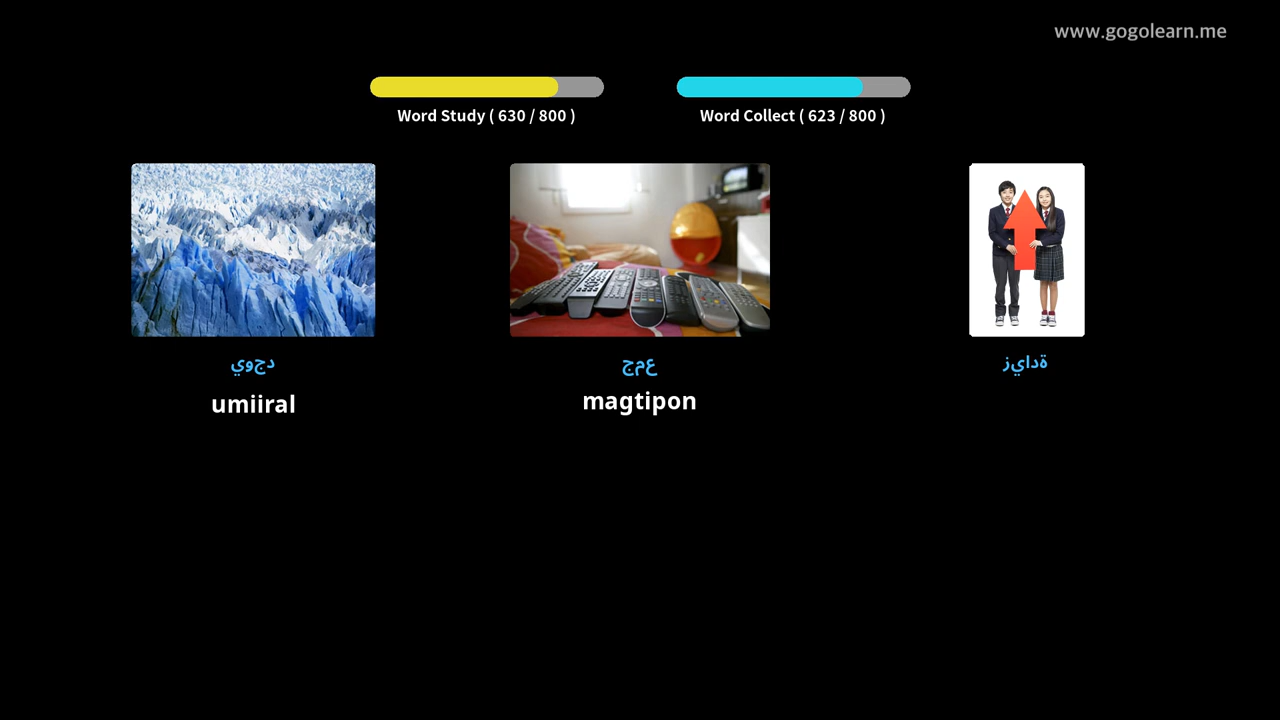 www.gogolearn.me
Word Study ( 630 / 800 )
Word Collect ( 623 / 800 )
دجوي
umiiral
عمج
magtipon
ةدايز